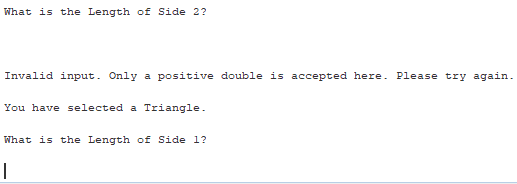 What is the Length of Side 2?
Invalid input. Only a positive double is accepted here. Please try again.
You have selected a Triangle.
What is the Length of Side 1?